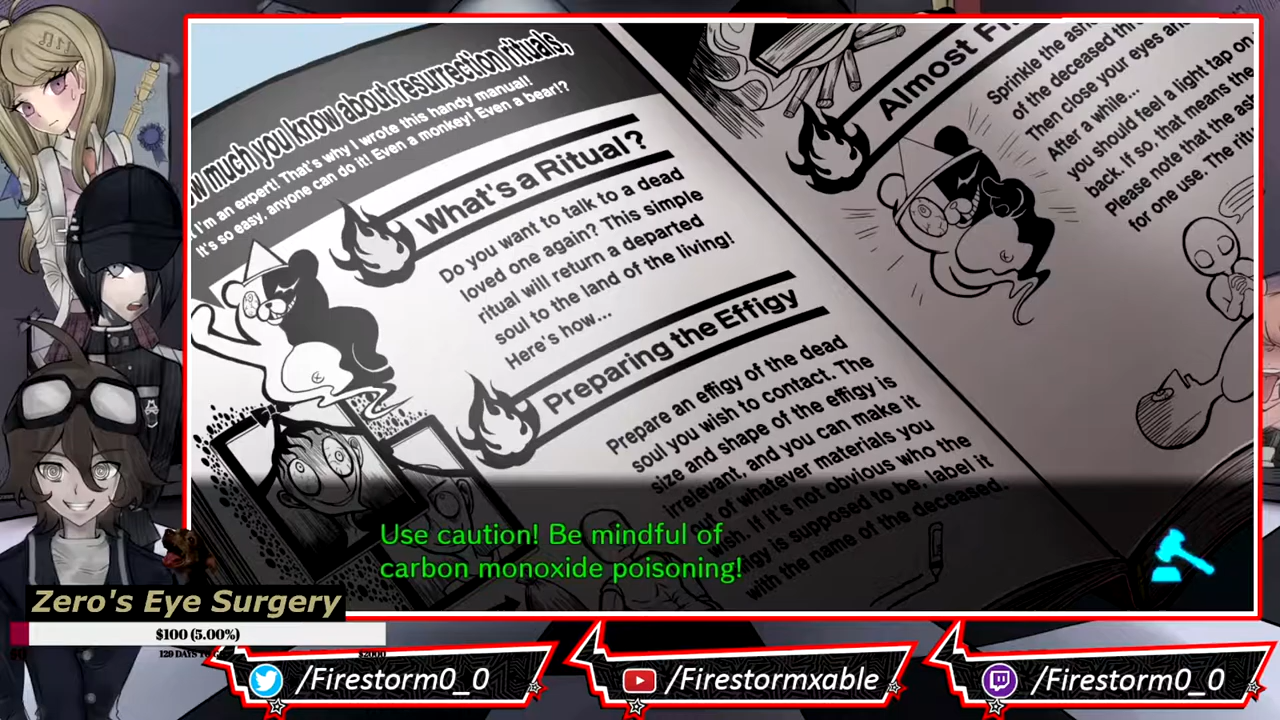 w much you know about resurrection rituals,
I'm an expert! That's why I wrote this handy manual!
It's so easy, anyone can do it! Even a monkey! Even a bear!?
What's a Ritual?
Do you want to talk to a dead
loved one again? This simple
ritual will return a departed
soul to the land of the living!
Here's how...
Preparing the Effigy
Prepare an effigy of the dead
soul you wish to contact. The
size and shape of the effigy is
irrelevant, and you can make it
out of whatever materials you
wish. If it's not obvious who the
effigy is supposed to be, label it
with the name of the deceased.
Almost Fi
Sprinkle the ash
of the deceased thr
Then close your eyes an
After a while...
you should feel a light tap on
back. If so, that means the
Please note that the ash
for one use. The ritu
Use caution! Be mindful of
carbon monoxide poisoning!
Zero's Eye Surgery
$100 (5.00%)
129 DAYS TO
$2000
/Firestorm0_0
/Firestormxable
/Firestorm0_0